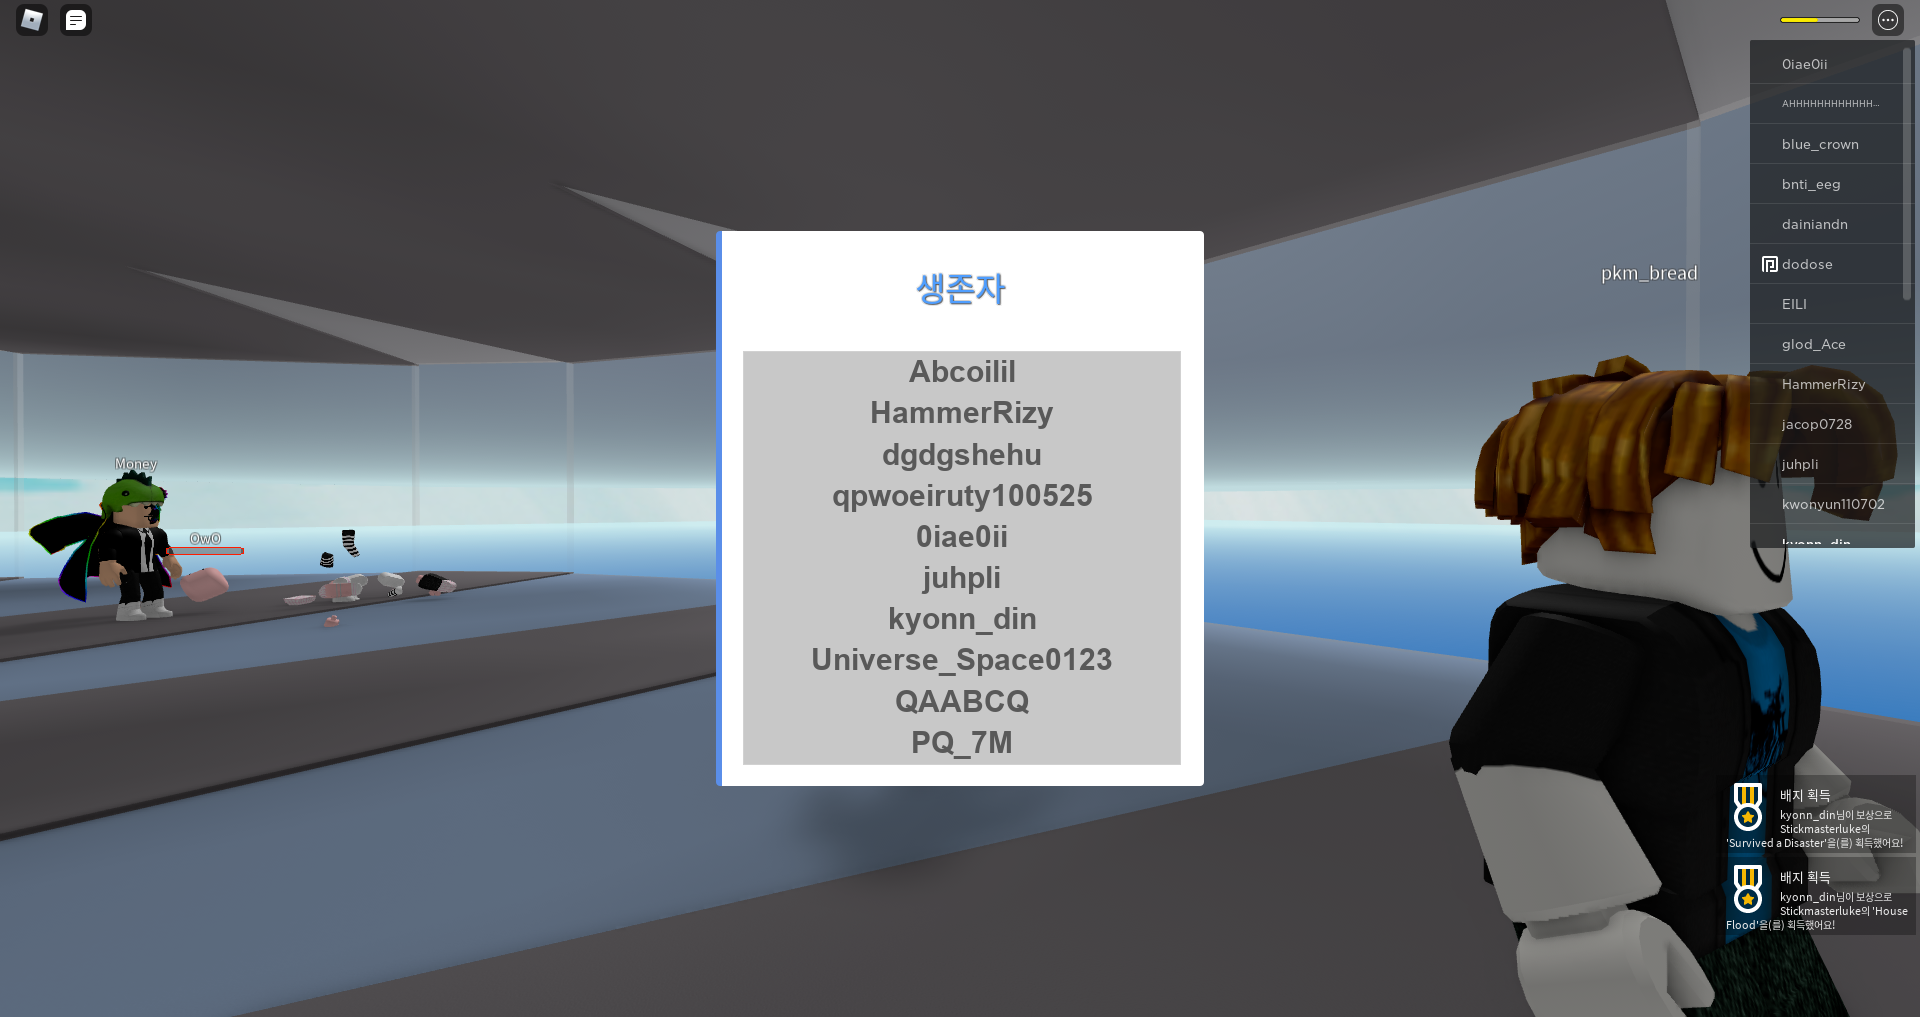 0iae0ii
AHHHHHHHHHHHHH...
blue_crown
bnti_eeg
dainiandn
dodose
EILI
glod_Ace
HammerRizy
jacop0728
juhpli
kwonyun110702
kyonn_din
pkm_bread
생존자
Abcoilil
HammerRizy
dgdgshehu
qpwoeiruty100525
0iae0ii
juhpli
kyonn_din
Universe_Space0123
QAABCQ
PQ_7M
Money
OwO
배지 획득
kyonn_din님이 보상으로
Stickmasterluke의
'Survived a Disaster'을(를) 획득했어요!
배지 획득
kyonn_din님이 보상으로
Stickmasterluke의 'House
Flood'을(를) 획득했어요!